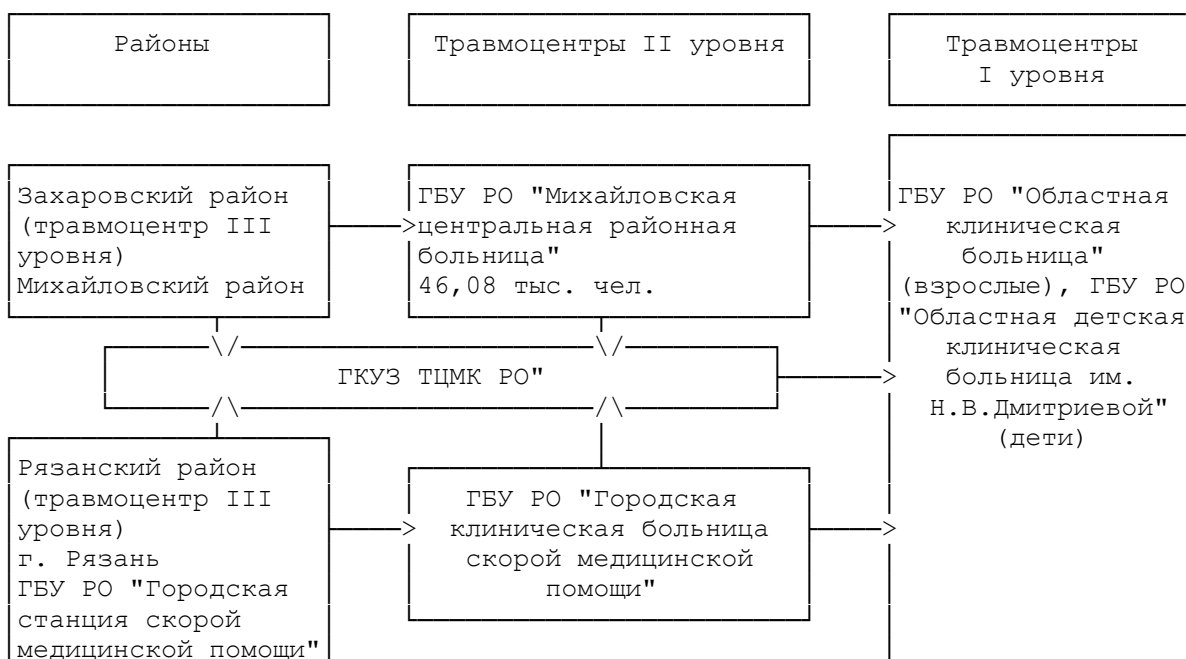 Районы
Травмоцентры II уровня
Травмоцентры
I уровня
Захаровский район
(травмоцентр III
уровня)
Михайловский район
ГБУ РО "Михайловская
центральная районная
больница"
46,08 тыс. чел.
ГБУ РО "Областная
клиническая
больница"
(взрослые), ГБУ РО
"Областная детская
клиническая
больница им.
Н.В.Дмитриевой"
(дети)
ГКУЗ ТЦМК РО"
Рязанский район
(травмоцентр III
уровня)
г. Рязань
ГБУ РО "Городская
станция скорой
медицинской помощи"
ГБУ РО "Городская
клиническая больница
скорой медицинской
помощи"